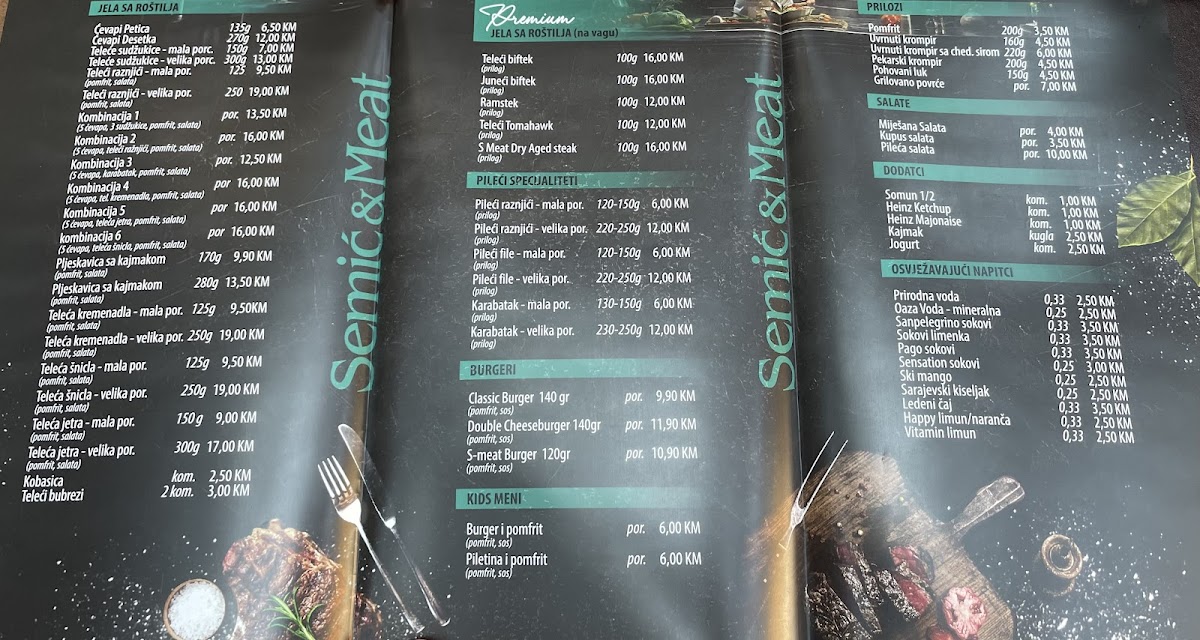 JELA SA ROŠTILJA
Ćevapi Petica 135g 6,50 KM
Ćevapi Desetka 270g 12,00 KM
Teleće sudžukice - mala porc. 150g 7,00 KM
Teleće sudžukice - velika porc. 300g 13,00 KM
Teleći raznjići - mala por. 125 9,50 KM
(pomfrit, salata)
Teleći raznjići - velika por. 250 19,00 KM
(pomfrit, salata)
Kombinacija 1 por. 13,50 KM
(5 ćevapa, 3 sudžukice, pomfrit, salata)
Kombinacija 2 por. 16,00 KM
(5 ćevapa, teleći ražnjići, pomfrit, salata)
Kombinacija 3 por. 12,50 KM
(5 ćevapa, karabatak, pomfrit, salata)
Kombinacija 4 por 16,00 KM
(5 ćevapa, tel. kremenadla, pomfrit, salata)
Kombinacija 5 por 16,00 KM
(5 ćevapa, teleća jetra, pomfrit, salata)
kombinacija 6 por 16,00 KM
(5 ćevapa, teleća šnicla, pomfrit, salata)
Pljeskavica sa kajmakom 170g 9,90 KM
(pomfrit, salata)
Pljeskavica sa kajmakom 280g 13,50 KM
(pomfrit, salata)
Teleća kremenadla - mala por. 125g 9,50KM
(pomfrit, salata)
Teleća kremenadla - velika por. 250g 19,00 KM
(pomfrit, salata)
Teleća šnicla - mala por. 125g 9,50 KM
(pomfrit, salata)
Teleća šnicla - velika por. 250g 19,00 KM
(pomfrit, salata)
Teleća jetra - mala por. 150 g 9,00 KM
(pomfrit, salata)
Teleća jetra - velika por. 300g 17,00 KM
(pomfrit, salata)
Kobasica kom. 2,50 KM
Teleći bubrezi 2 kom. 3,00 KM
Semić & Meat
Premium
JELA SA ROŠTILJA (na vagu)
Teleći biftek 100g 16,00 KM
(prilog)
Juneći biftek 100g 16,00 KM
(prilog)
Ramstek 100g 12,00 KM
(prilog)
Teleći Tomahawk 100g 12,00 KM
(prilog)
S Meat Dry Aged steak 100g 16,00 KM
(prilog)
PILEĆI SPECIJALITETI
Pileći raznjići - mala por. 120-150g 6,00 KM
(prilog)
Pileći raznjići - velika por. 220-250g 12,00 KM
(prilog)
Pileći file - mala por. 120-150g 6,00 KM
(prilog)
Pileći file - velika por. 220-250g 12,00 KM
(prilog)
Karabatak - mala por. 130-150g 6,00 KM
(prilog)
Karabatak - velika por. 230-250g 12,00 KM
(prilog)
BURGERI
Classic Burger 140 gr por. 9,90 KM
(pomfrit, sos)
Double Cheeseburger 140gr por. 11,90 KM
(pomfrit, sos)
S-meat Burger 120gr por. 10,90 KM
(pomfrit, sos)
KIDS MENI
Burger i pomfrit por. 6,00 KM
(pomfrit, sos)
Piletina i pomfrit por. 6,00 KM
(pomfrit, sos)
Semić & Meat
PRILOZI
Pomfrit 200g 3,50 KM
Uvrnuti krompir 160g 4,50 KM
Uvrnuti krompir sa ched. sirom 220g 6,00 KM
Pekarski krompir 200g 4,50 KM
Pohovani luk 150g 4,50 KM
Grilovano povrće por. 7,00 KM
SALATE
Miješana Salata por. 4,00 KM
Kupus salata por. 3,50 KM
Pileća salata por. 10,00 KM
DODATCI
Somun 1/2 kom. 1,00 KM
Heinz Ketchup kom. 1,00 KM
Heinz Majonaise kom. 1,00 KM
Kajmak kugla 2,50 KM
Jogurt kom. 2,50 KM
OSVJEŽAVAJUĆI NAPITCI
Prirodna voda 0,33 2,50 KM
Oaza Voda - mineralna 0,25 2,50 KM
Sanpelegrino sokovi 0,33 3,50 KM
Sokovi limenka 0,33 3,50 KM
Pago sokovi 0,33 3,50 KM
Sensation sokovi 0,25 3,00 KM
Ski mango 0,25 2,50 KM
Sarajevski kiseljak 0,25 2,50 KM
Ledeni čaj 0,33 3,50 KM
Happy limun/naranča 0,33 2,50 KM
Vitamin limun 0,33 2,50 KM